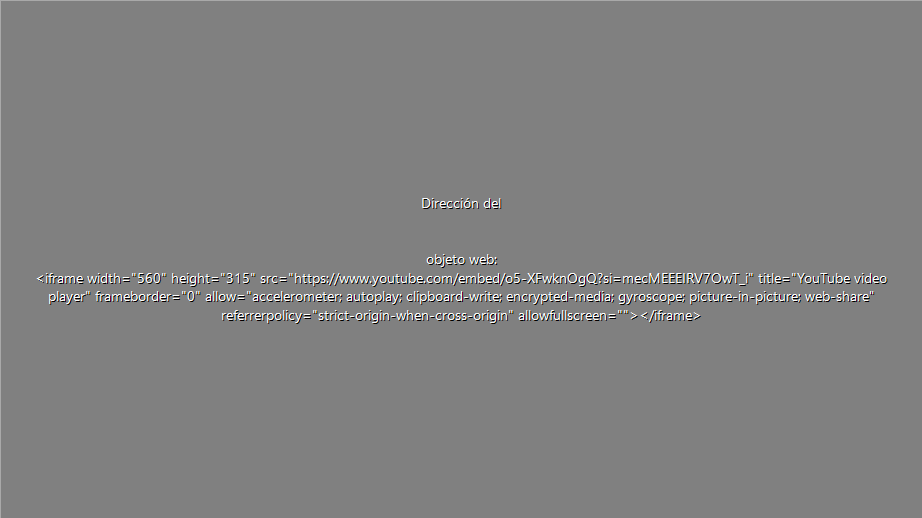 Dirección del
objeto web:
<iframe width="560" height="315" src="https://www.youtube.com/embed/o5-XFwknOgQ?si=mecMEEEIRV7OwT_i" title="YouTube video
player" frameborder="0" allow="accelerometer; autoplay; clipboard-write; encrypted-media; gyroscope; picture-in-picture; web-share"
referrerpolicy="strict-origin-when-cross-origin" allowfullscreen=""></iframe>